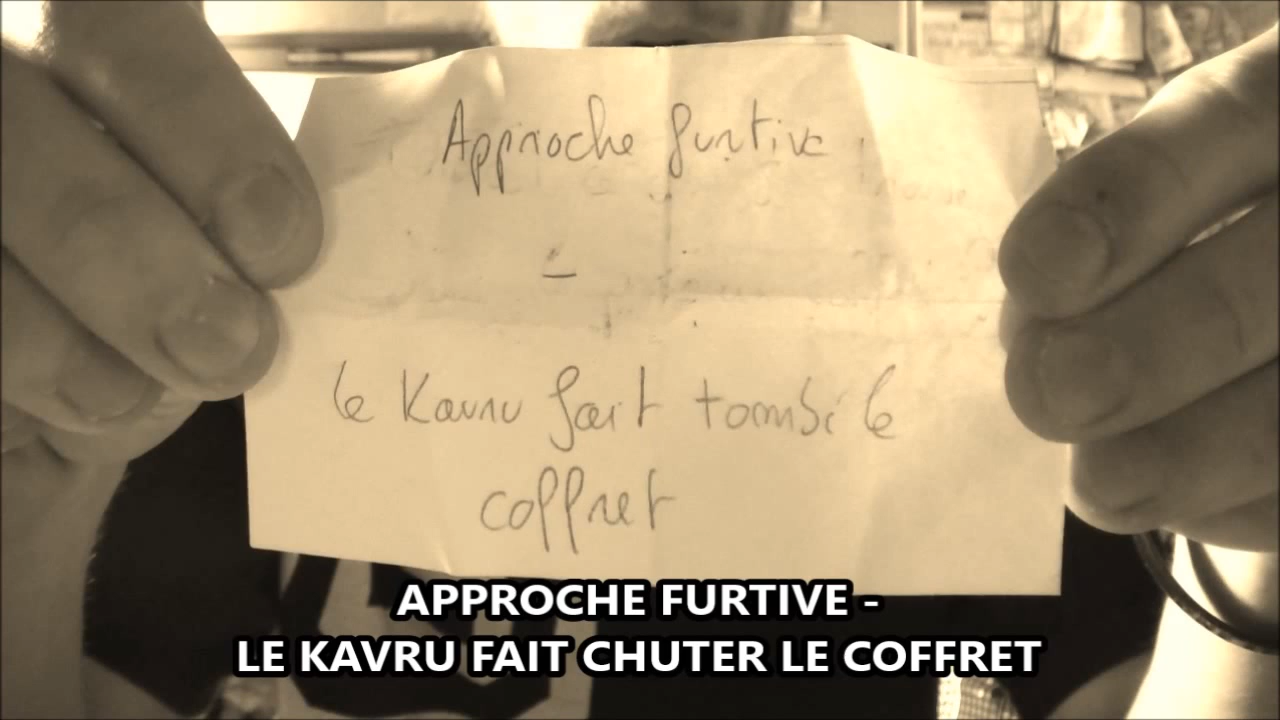 Approche furtive
-
le Kavru fait tombé le
coffret
APPROCHE FURTIVE -
LE KAVRU FAIT CHUTER LE COFFRET